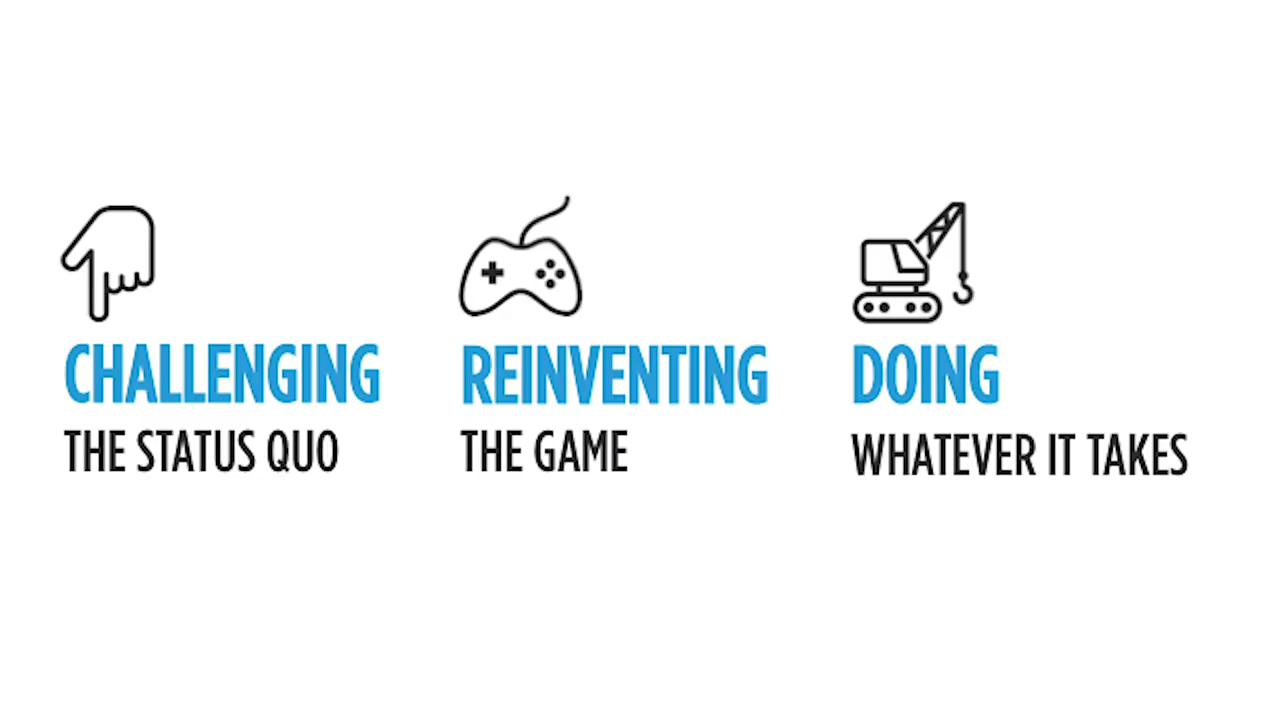 CHALLENGING
THE STATUS QUO
REINVENTING
THE GAME
DOING
WHATEVER IT TAKES